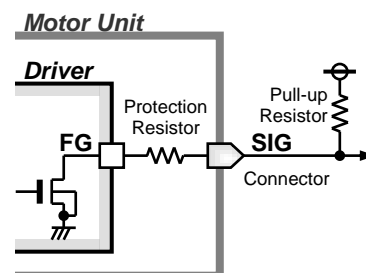 Motor Unit
Driver
Protection
Resistor
Pull-up
Resistor
FG
SIG
Connector